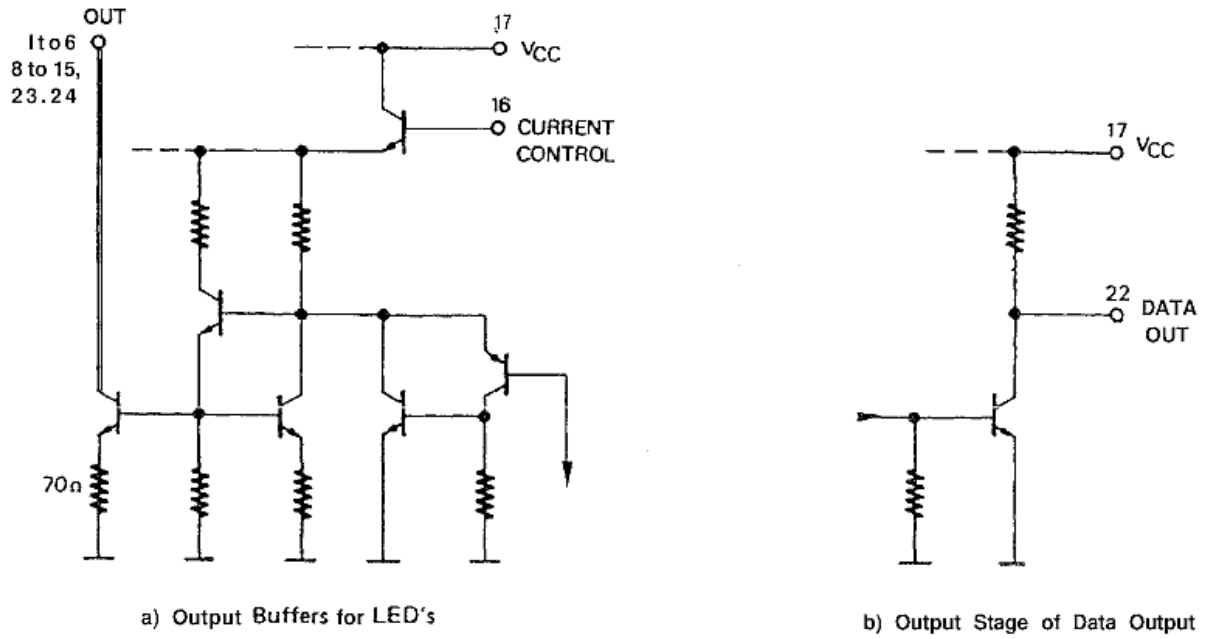 OUT
1 to 6
8 to 15,
23.24
17
VCC
16
CURRENT
CONTROL
70Ω
a) Output Buffers for LED's
17
VCC
22
DATA
OUT
b) Output Stage of Data Output